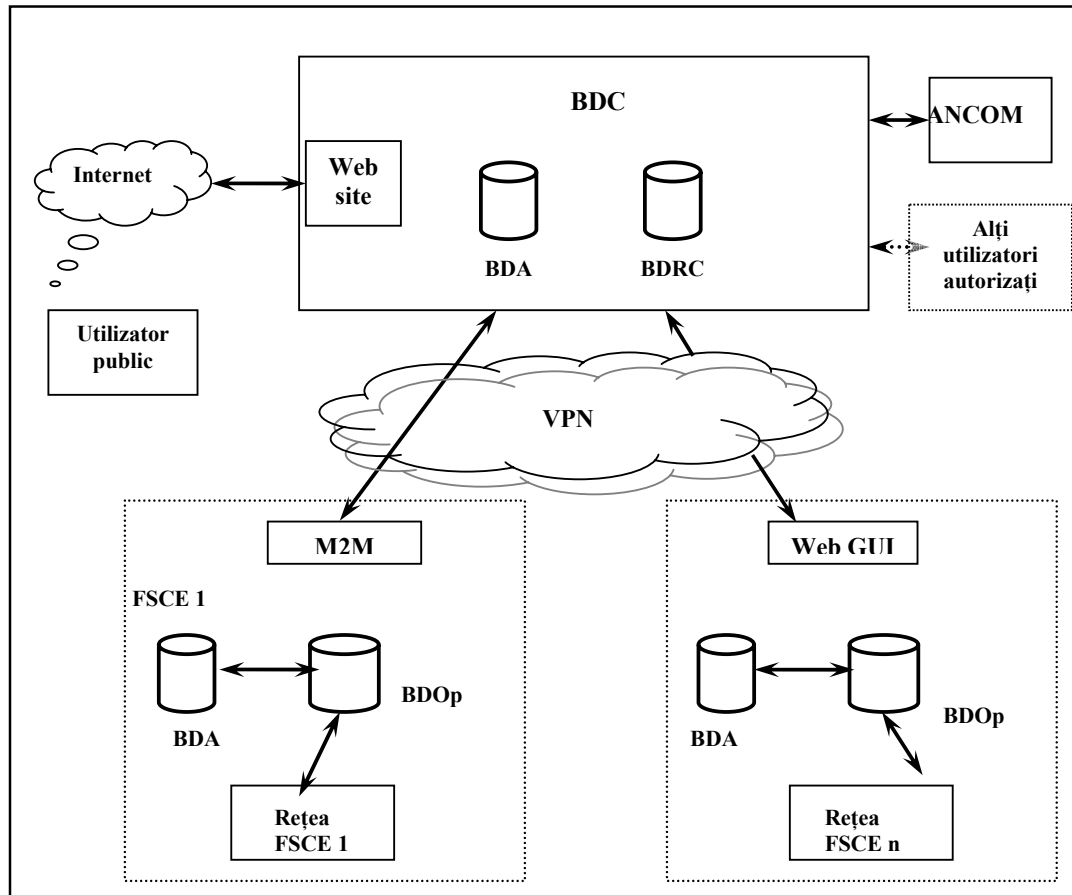 BDC
ANCOM
Internet
Web
site
BDA
BDRC
Alți
utilizatori
autorizați
Utilizator
public
VPN
M2M
Web GUI
FSCE 1
BDOp
BDA
BDOp
BDA
Rețea
FSCE 1
Rețea
FSCE n